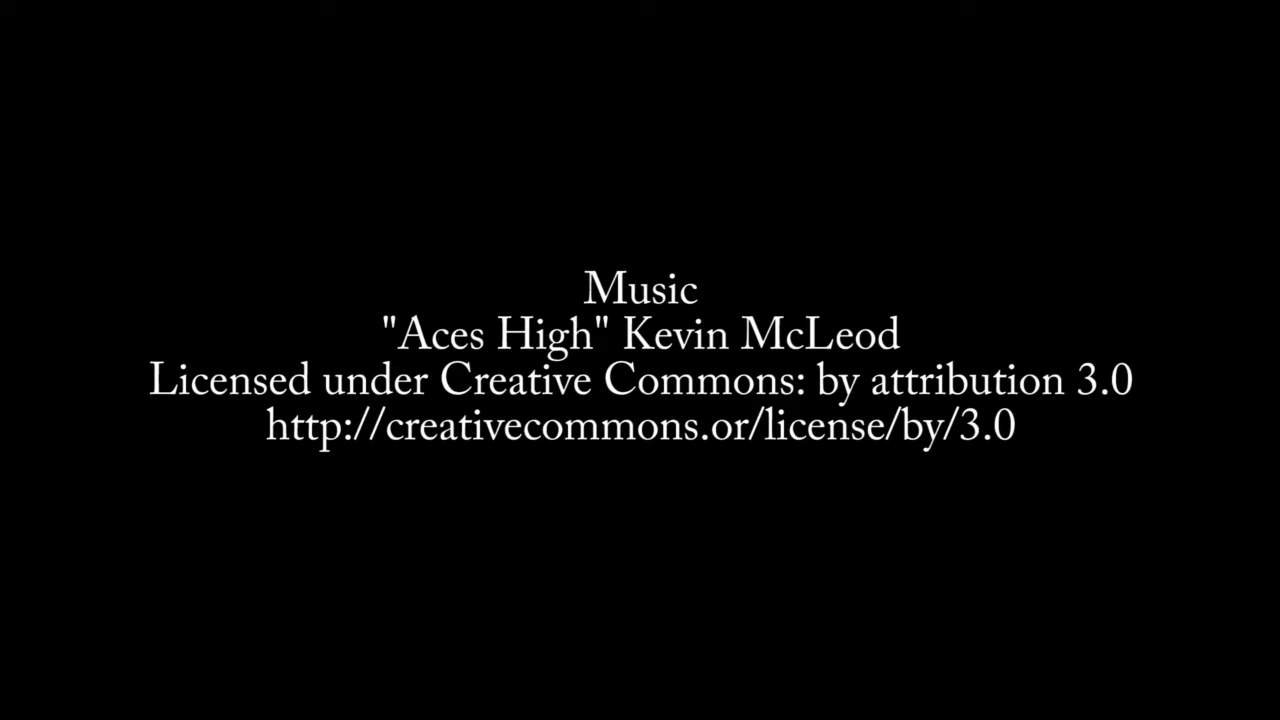 Music
"Aces High" Kevin McLeod
Licensed under Creative Commons: by attribution 3.0
http://creativecommons.or/license/by/3.0